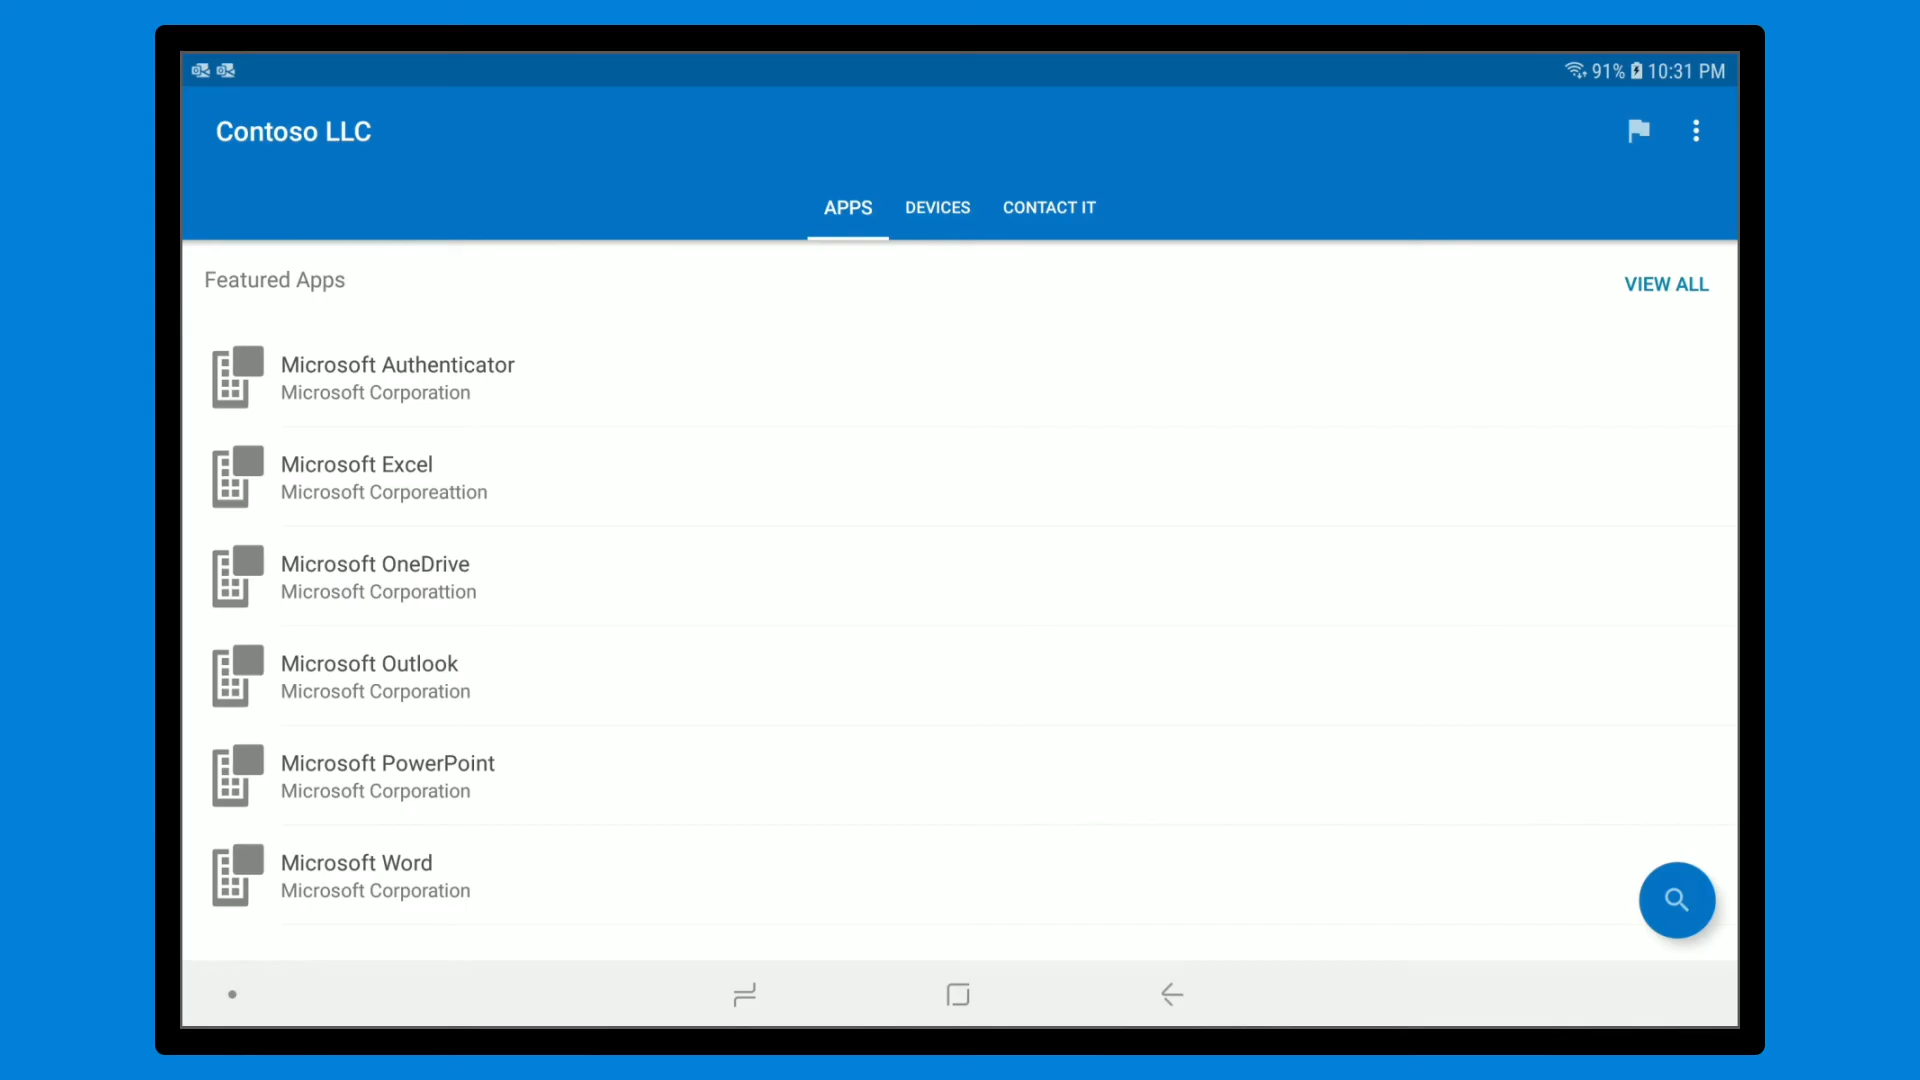 91% 10:31 PM
Contoso LLC
APPS DEVICES CONTACT IT
Featured Apps
VIEW ALL
Microsoft Authenticator
Microsoft Corporation
Microsoft Excel
Microsoft Corporeattion
Microsoft OneDrive
Microsoft Corporattion
Microsoft Outlook
Microsoft Corporation
Microsoft PowerPoint
Microsoft Corporation
Microsoft Word
Microsoft Corporation